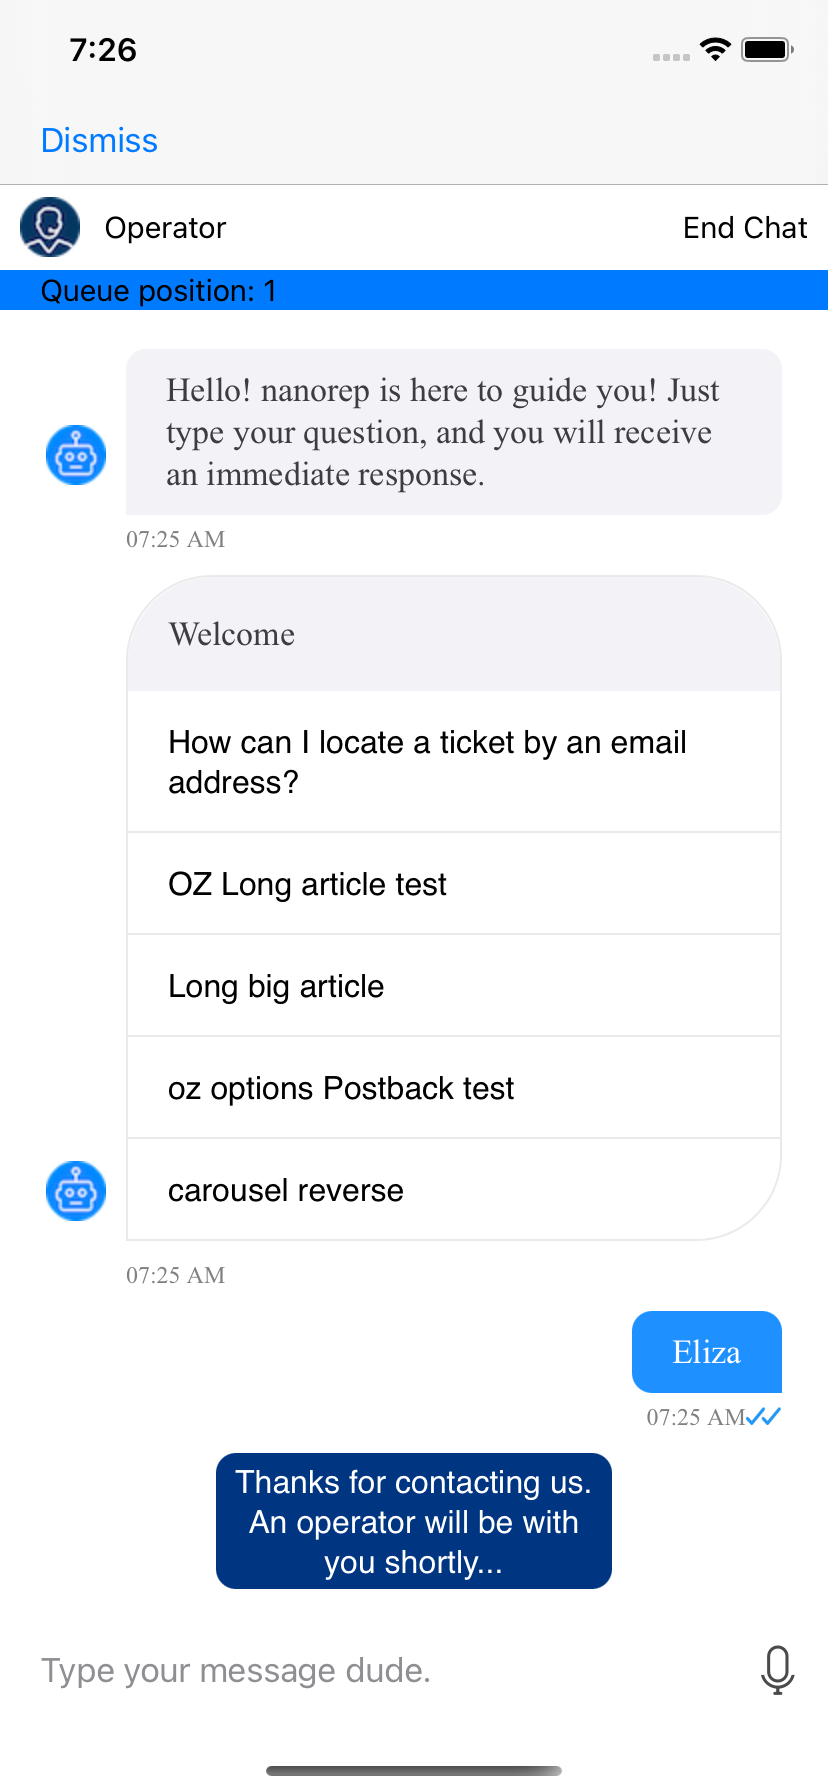 7:26
Dismiss
Operator
End Chat
Queue position: 1
Hello! nanorep is here to guide you! Just
type your question, and you will receive
an immediate response.
07:25 AM
Welcome
How can I locate a ticket by an email
address?
OZ Long article test
Long big article
oz options Postback test
carousel reverse
07:25 AM
Eliza
07:25 AM
Thanks for contacting us.
An operator will be with
you shortly...
Type your message dude.